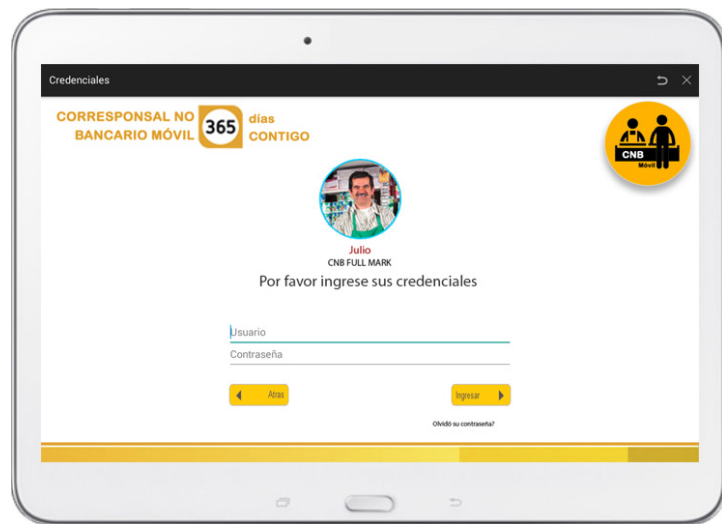 Credenciales
CORRESPONSAL NO
BANCARIO MÓVIL
365
días
CONTIGO
CNB
Móvil
Julio
CNB FULL MARK
Por favor ingrese sus credenciales
Usuario
Contraseña
Atras
Ingresar
Olvidó su contraseña?